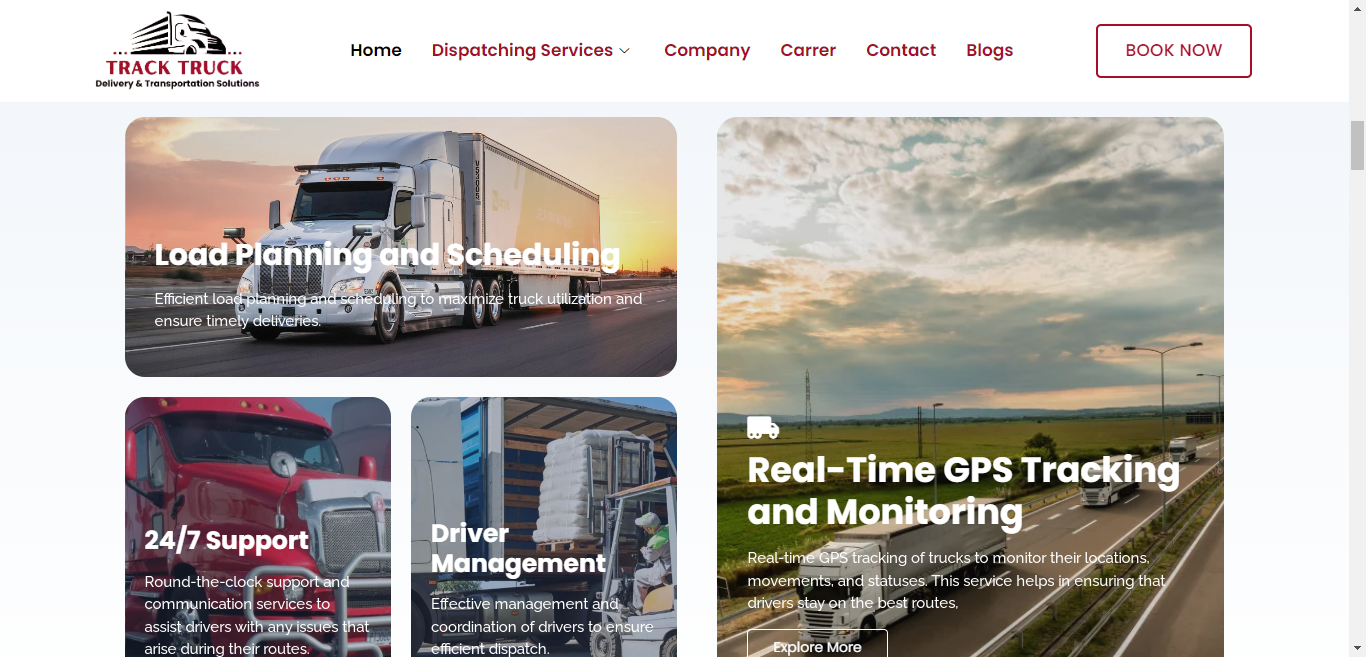 TRACK TRUCK
Delivery & Transportation Solutions
Home
Dispatching Services
Company
Carrer
Contact
Blogs
BOOK NOW
Load Planning and Scheduling
Efficient load planning and scheduling to maximize truck utilization and
ensure timely deliveries.
24/7 Support
Round-the-clock support and
communication services to
assist drivers with any issues that
arise during their routes.
Driver
Management
Effective management and
coordination of drivers to ensure
efficient dispatch.
Real-Time GPS Tracking
and Monitoring
Real-time GPS tracking of trucks to monitor their locations,
movements, and statuses. This service helps in ensuring that
drivers stay on the best routes,
Explore More